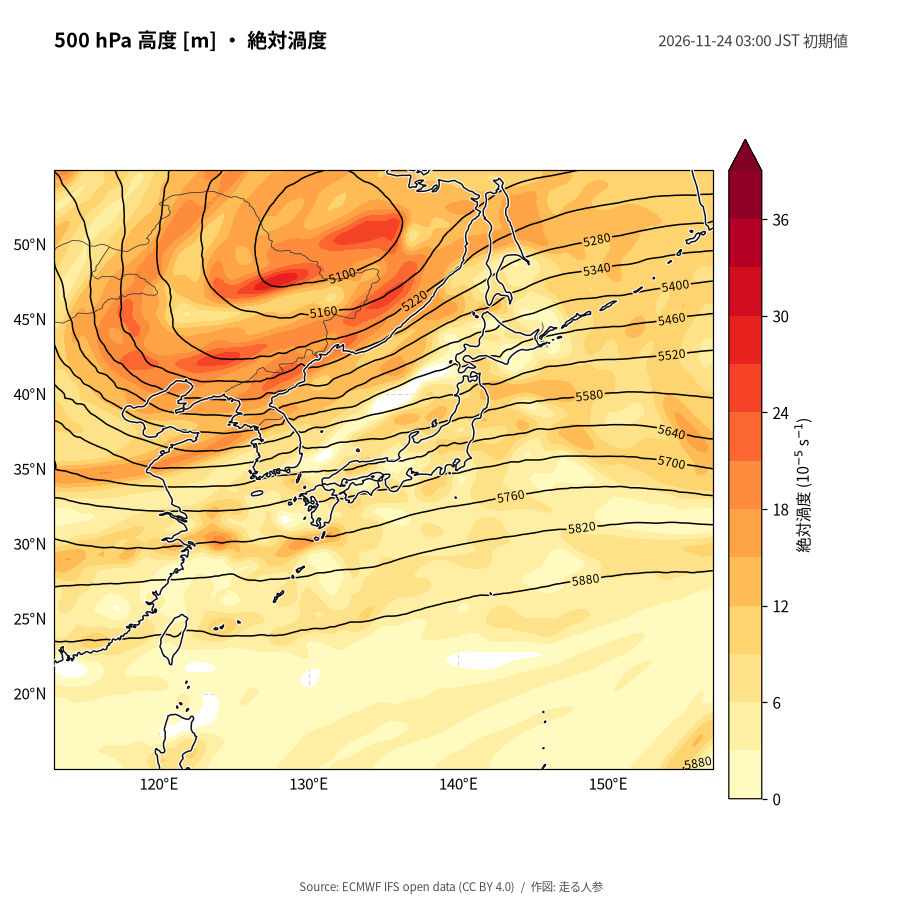 500 hPa 高度 [m] ・ 絶対渦度
2026-11-24 03:00 JST 初期値
50°N
45°N
40°N
35°N
30°N
25°N
20°N
120°E
130°E
140°E
150°E
5100
5160
5220
5280
5340
5400
5460
5520
5580
5640
5700
5760
5820
5880
5880
36
30
24
18
12
6
0
絶対渦度 (10⁻⁵ s⁻¹)
Source: ECMWF IFS open data (CC BY 4.0) / 作図: 走る人参